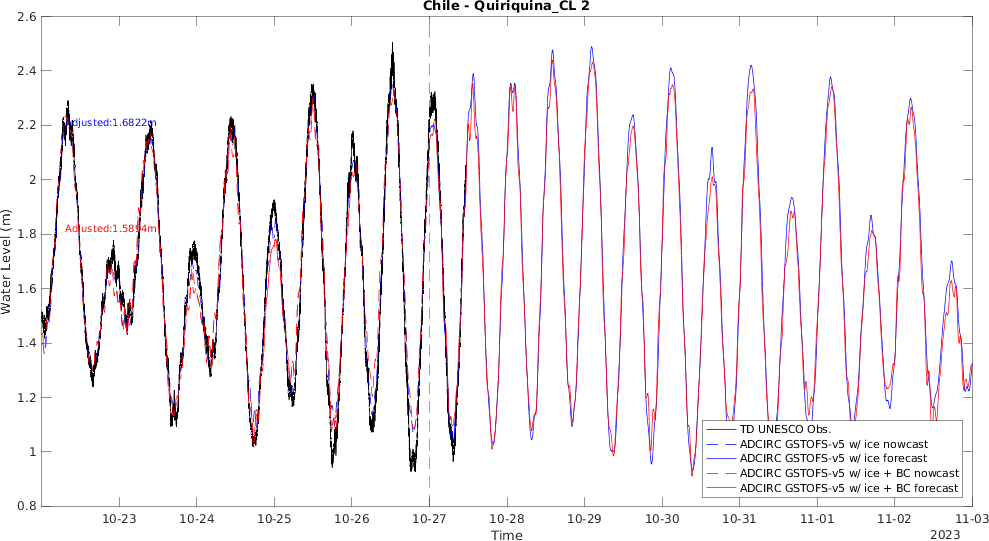 Chile - Quiriquina_CL 2
2.6
2.4
2.2
2
1.8
1.6
1.4
1.2
1
0.8
Water Level (m)
Adjusted:1.6822m
Adjusted:1.5894m
TD UNESCO Obs.
ADCIRC GSTOFS-v5 w/ ice nowcast
ADCIRC GSTOFS-v5 w/ ice forecast
ADCIRC GSTOFS-v5 w/ ice + BC nowcast
ADCIRC GSTOFS-v5 w/ ice + BC forecast
10-23 10-24 10-25 10-26 10-27 10-28 10-29 10-30 10-31 11-01 11-02 11-03
Time
2023